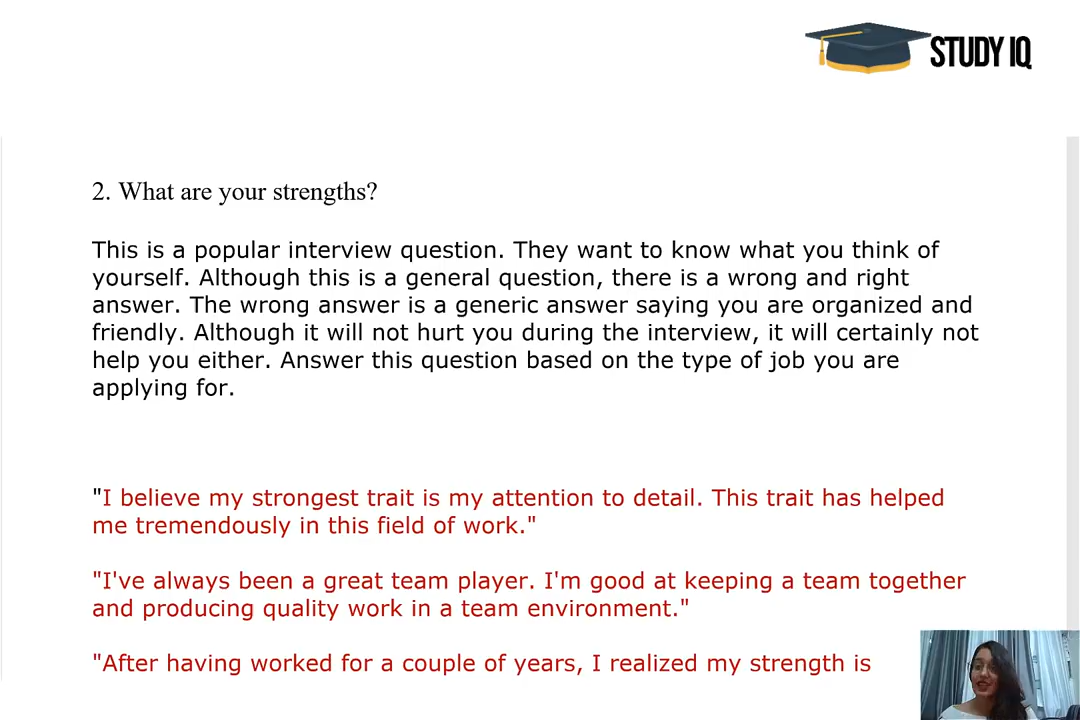 STUDY IQ
2. What are your strengths?
This is a popular interview question. They want to know what you think of
yourself. Although this is a general question, there is a wrong and right
answer. The wrong answer is a generic answer saying you are organized and
friendly. Although it will not hurt you during the interview, it will certainly not
help you either. Answer this question based on the type of job you are
applying for.
"I believe my strongest trait is my attention to detail. This trait has helped
me tremendously in this field of work."
"I've always been a great team player. I'm good at keeping a team together
and producing quality work in a team environment."
"After having worked for a couple of years, I realized my strength is